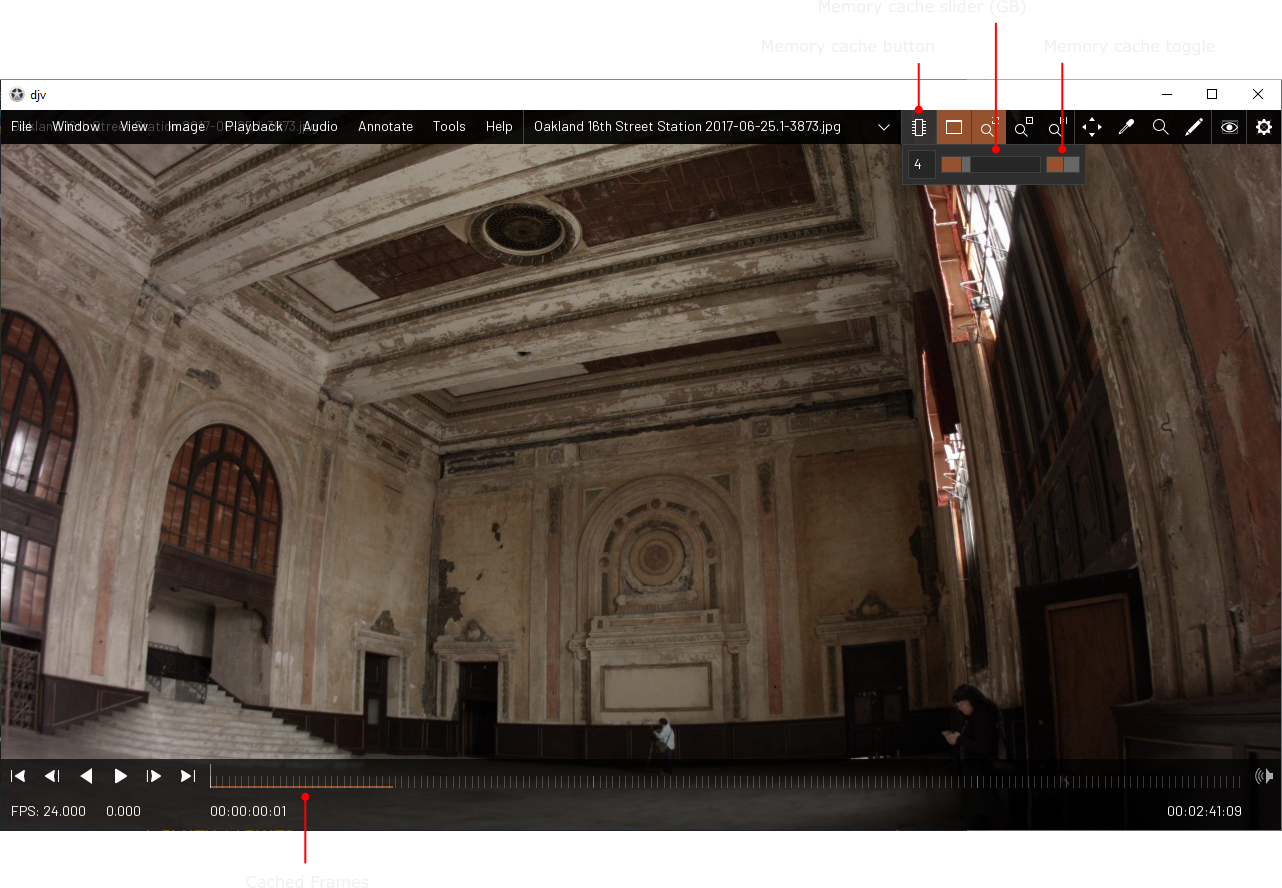 Memory cache slider (GB)
Memory cache button
Memory cache toggle
djv
File Window View Image Playback Audio Annotate Tools Help Oakland 16th Street Station 2017-06-25.1-3873.jpg
4
FPS: 24.000 0.000 00:00:00:01 00:02:41:09
Cached Frames